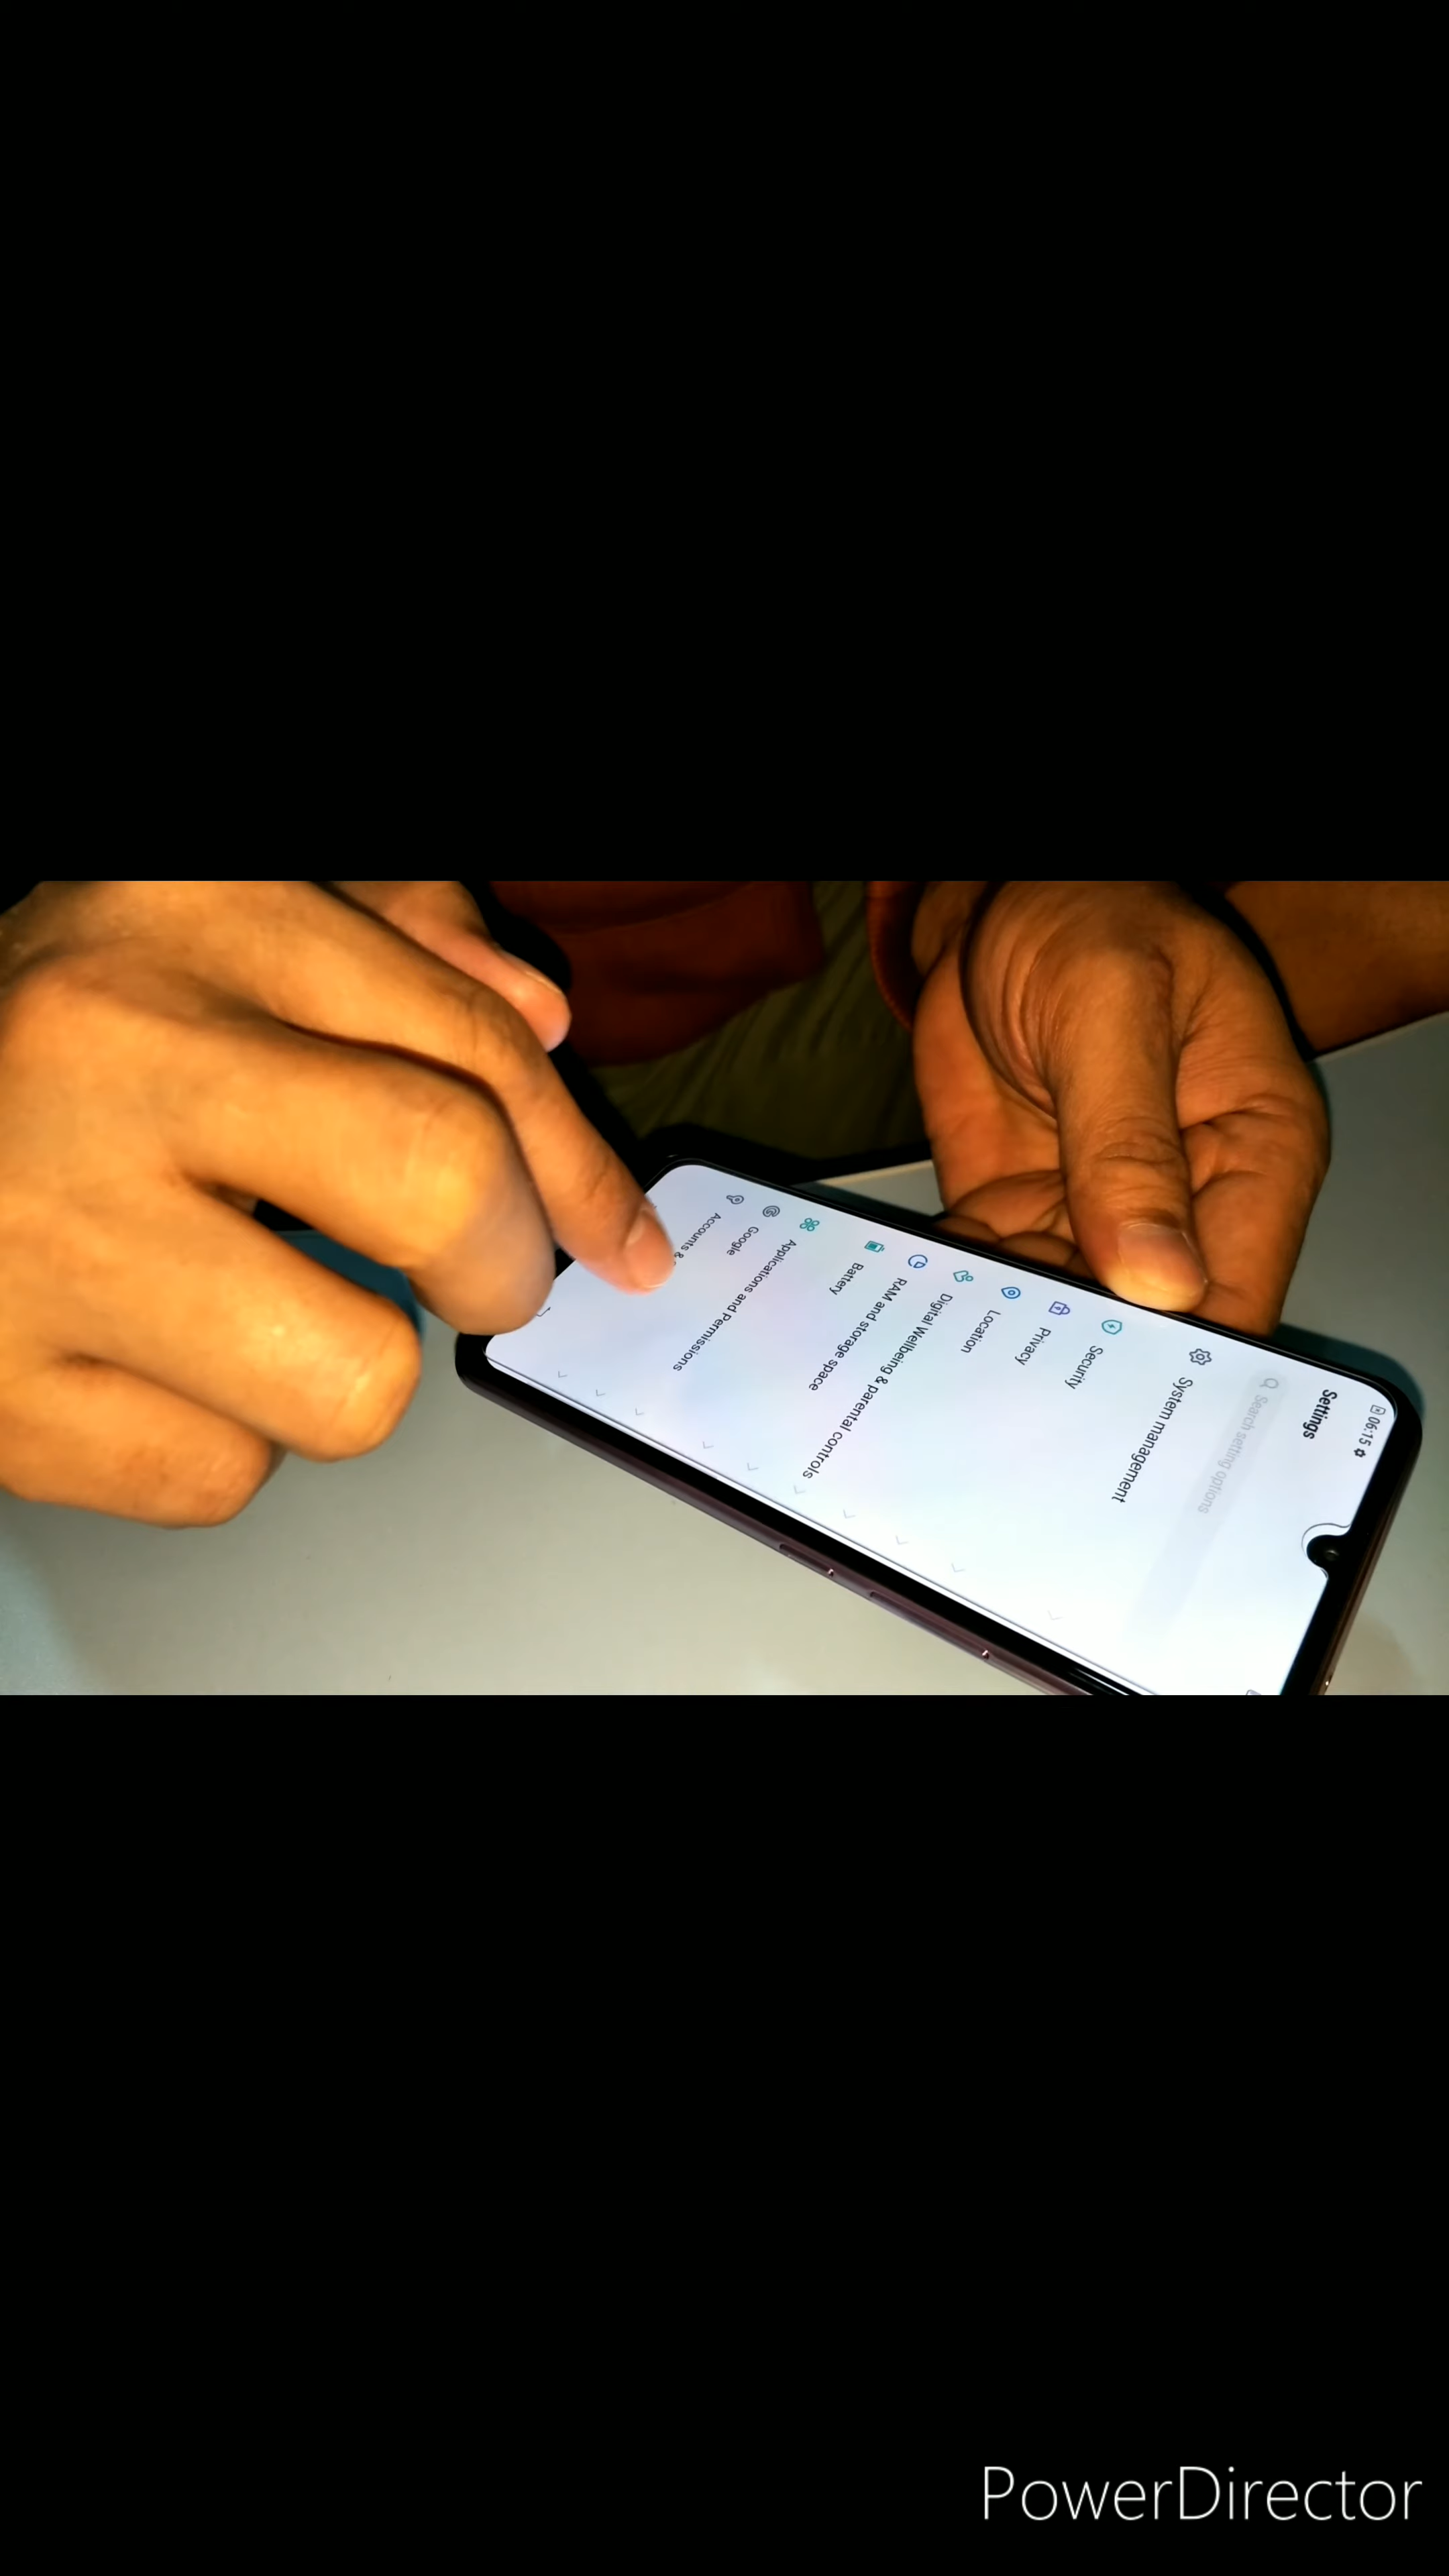 06:15
Settings
Search setting options
System management
Security
Privacy
Location
Digital Wellbeing & parental controls
RAM and storage space
Battery
Applications and Permissions
Google
Accounts &
PowerDirector